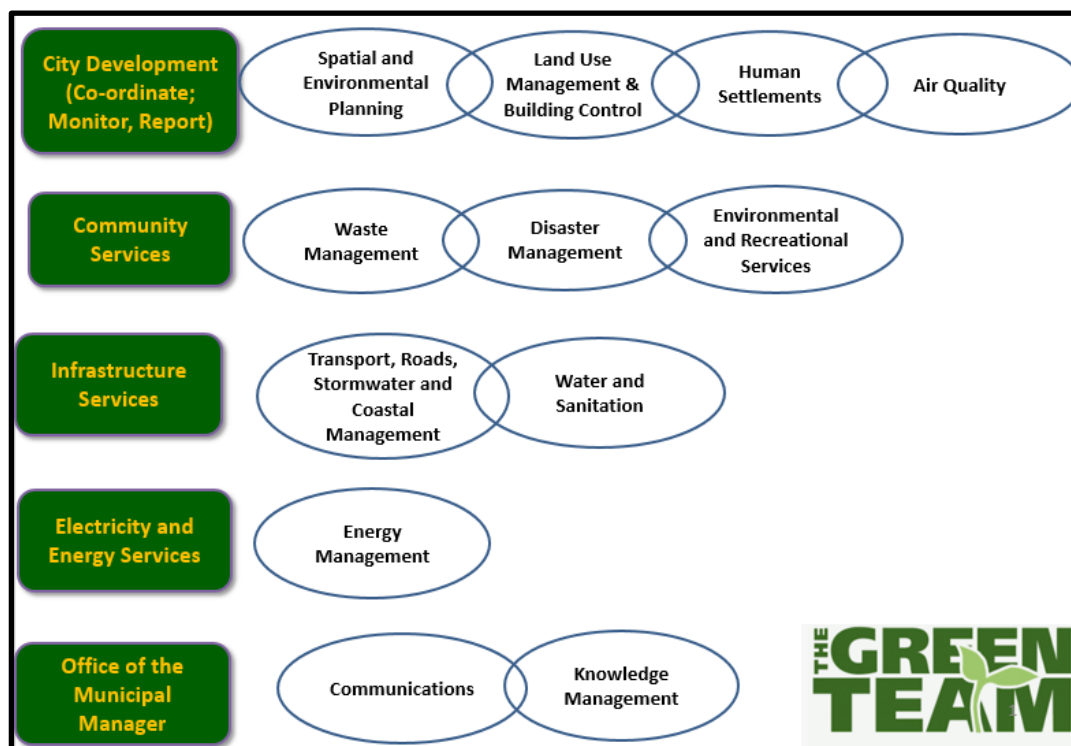 City Development
(Co-ordinate;
Monitor, Report)
Spatial and
Environmental
Planning
Land Use
Management &
Building Control
Human
Settlements
Air Quality
Community
Services
Waste
Management
Disaster
Management
Environmental
and Recreational
Services
Infrastructure
Services
Transport, Roads,
Stormwater and
Coastal
Management
Water and
Sanitation
Electricity and
Energy Services
Energy
Management
Office of the
Municipal
Manager
Communications
Knowledge
Management
THE
GREEN
TEAM
1